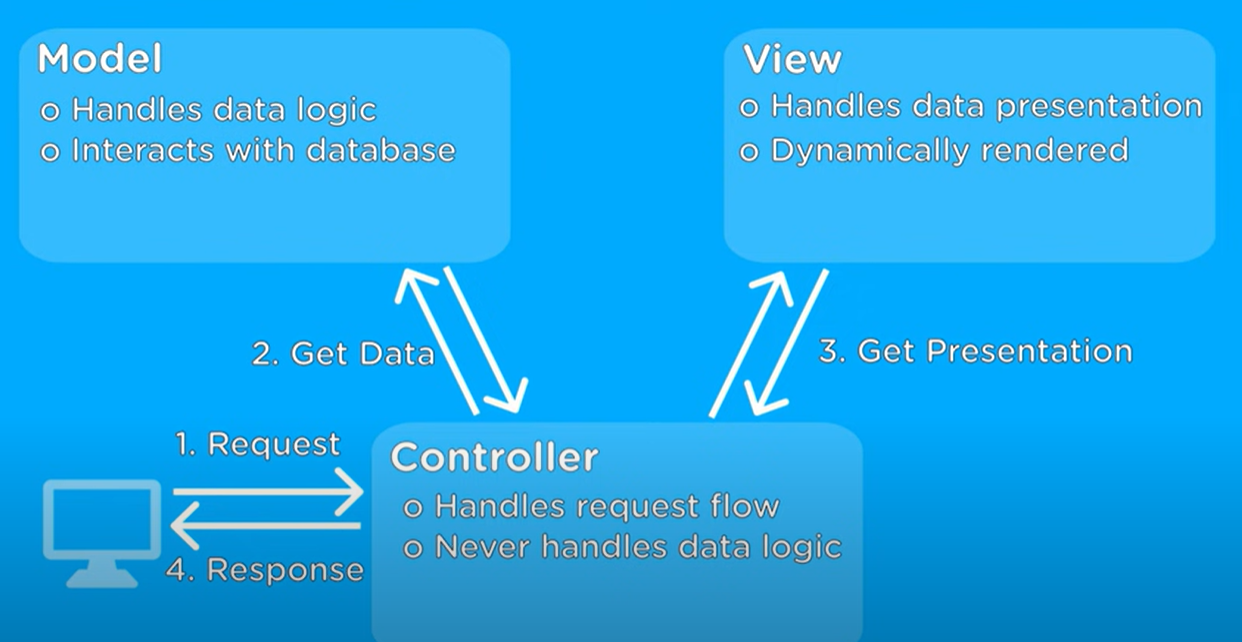 Model
o Handles data logic
o Interacts with database
View
o Handles data presentation
o Dynamically rendered
2. Get Data
3. Get Presentation
1. Request
Controller
o Handles request flow
o Never handles data logic
4. Response